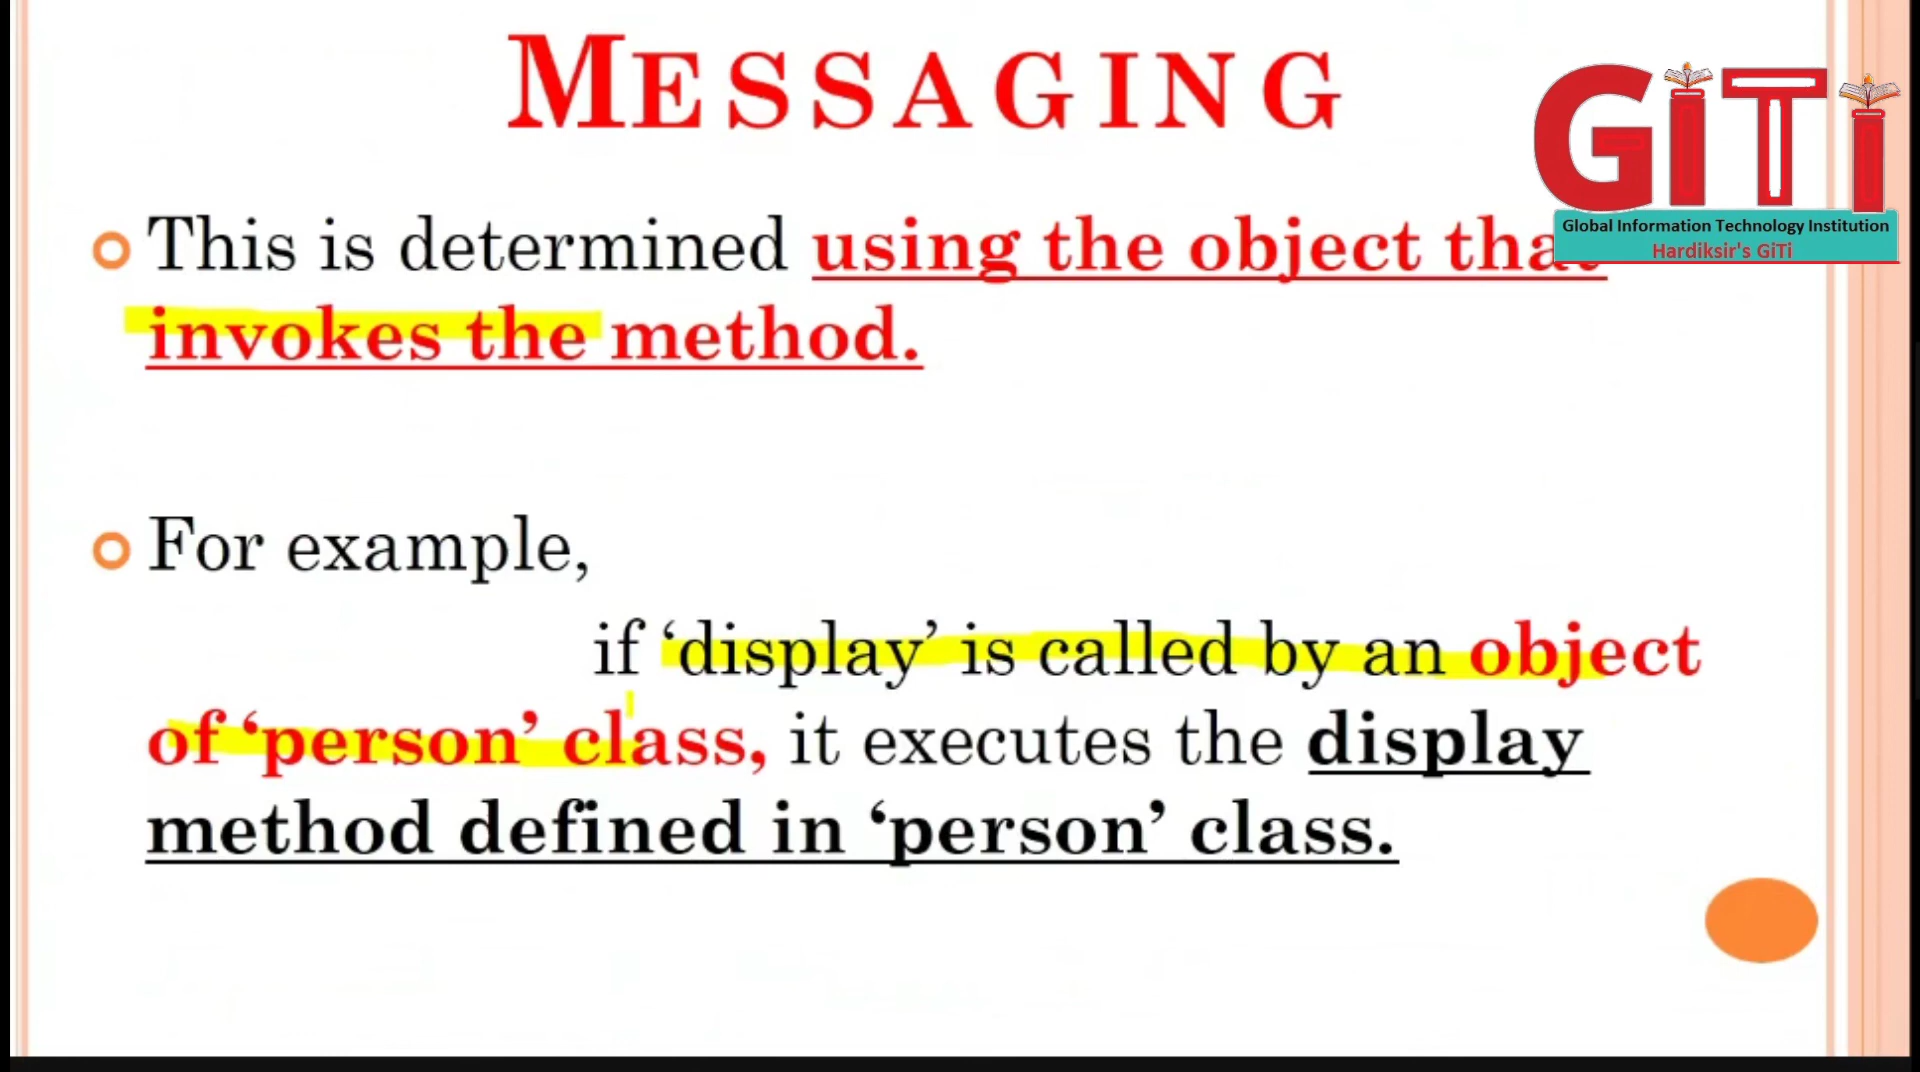 MESSAGING
GiTi
Global Information Technology Institution
Hardiksir's GiTi
This is determined using the object that
invokes the method.
For example,
if ‘display’ is called by an object
of ‘person’ class, it executes the display
method defined in ‘person’ class.